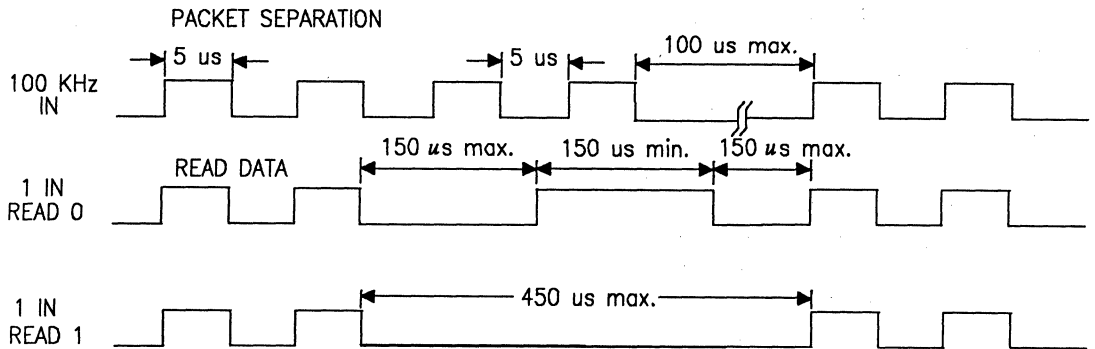 PACKET SEPARATION
5 us
5 us
100 us max.
100 KHz
IN
150 us max.
150 us min.
150 us max.
READ DATA
1 IN
READ 0
450 us max.
1 IN
READ 1